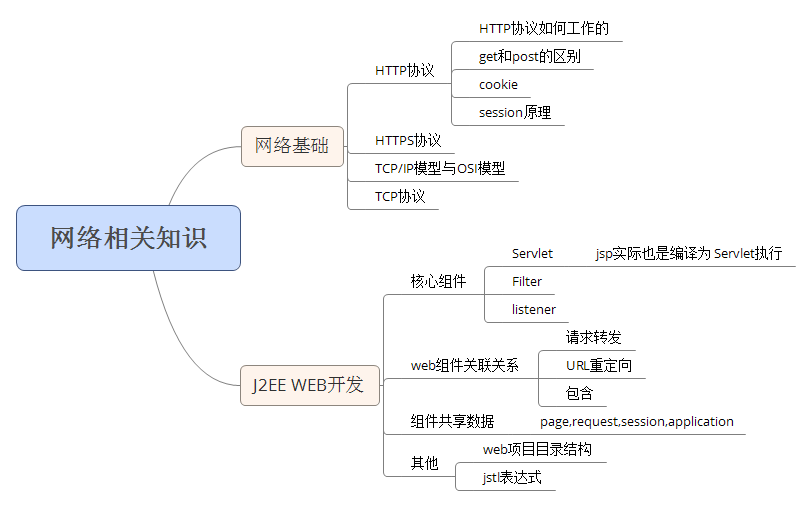 网络相关知识
网络基础
HTTP协议
HTTP协议如何工作的
get和post的区别
cookie
session原理
HTTPS协议
TCP/IP模型与OSI模型
TCP协议
J2EE WEB开发
核心组件
Servlet
jsp实际也是编译为 Servlet执行
Filter
listener
web组件关联关系
请求转发
URL重定向
包含
组件共享数据
page,request,session,application
其他
web项目目录结构
jstl表达式